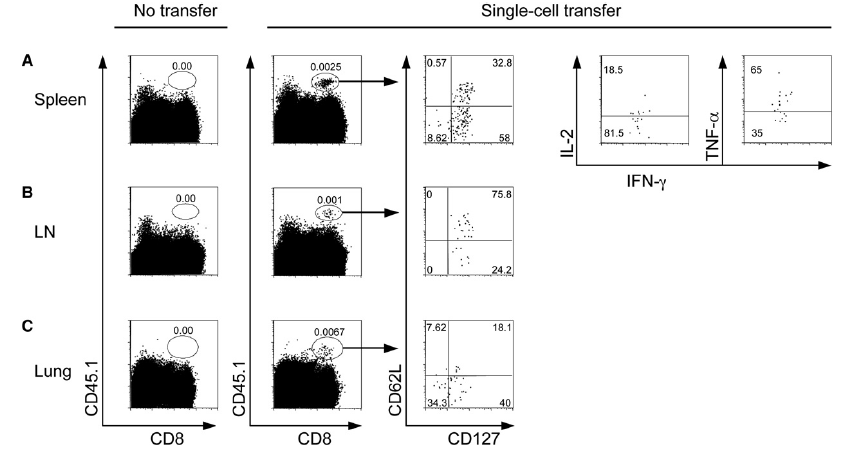 No transfer
Single-cell transfer
A
Spleen
0.00
0.0025
0.57 32.8
8.62 58
18.5
81.5
65
35
IL-2
TNF-α
IFN-γ
B
LN
0.00
0.001
0 75.8
0 24.2
C
Lung
0.00
0.0067
7.62 18.1
34.3 40
CD45.1
CD45.1
CD62L
CD8
CD8
CD127